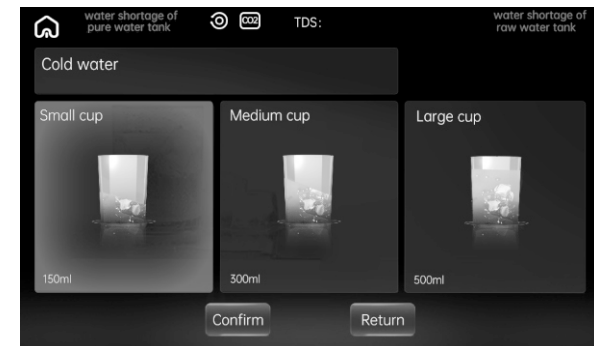 water shortage of
pure water tank
CO2
TDS:
water shortage of
raw water tank
Cold water
Small cup
Medium cup
Large cup
150ml
300ml
500ml
Confirm
Return